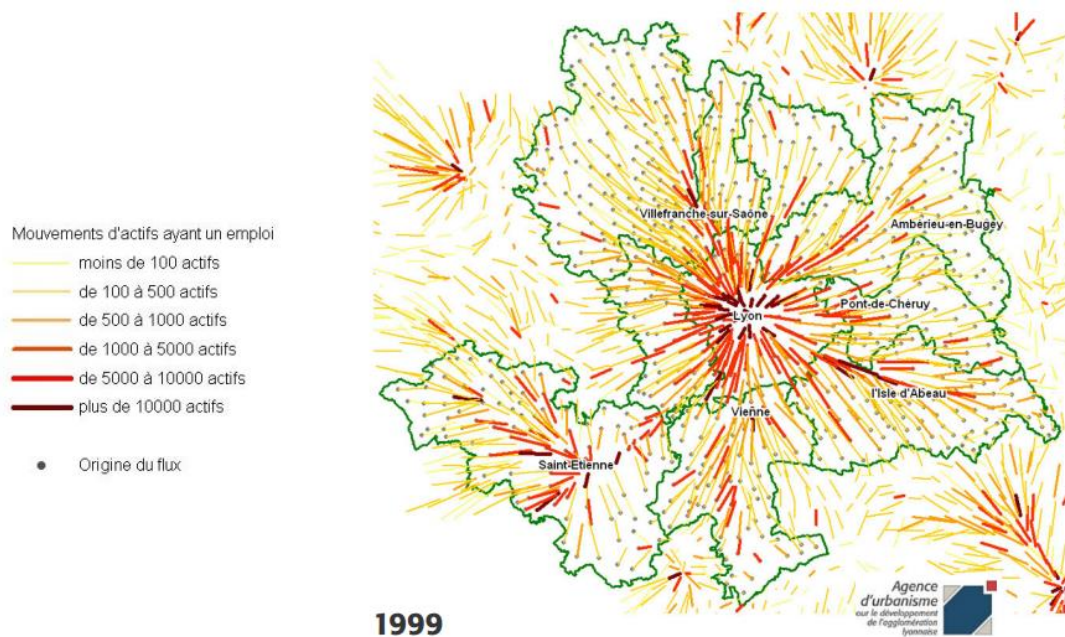 Mouvements d'actifs ayant un emploi
moins de 100 actifs
de 100 à 500 actifs
de 500 à 1000 actifs
de 1000 à 5000 actifs
de 5000 à 10000 actifs
plus de 10000 actifs
Origine du flux
Villefranche-sur-Saône
Ambérieu-en-Bugey
Pont-de-Chéruy
Lyon
l'Isle d'Abeau
Vienne
Saint-Etienne
1999
Agence
d'urbanisme
pour le développement
de l'agglomération
lyonnaise